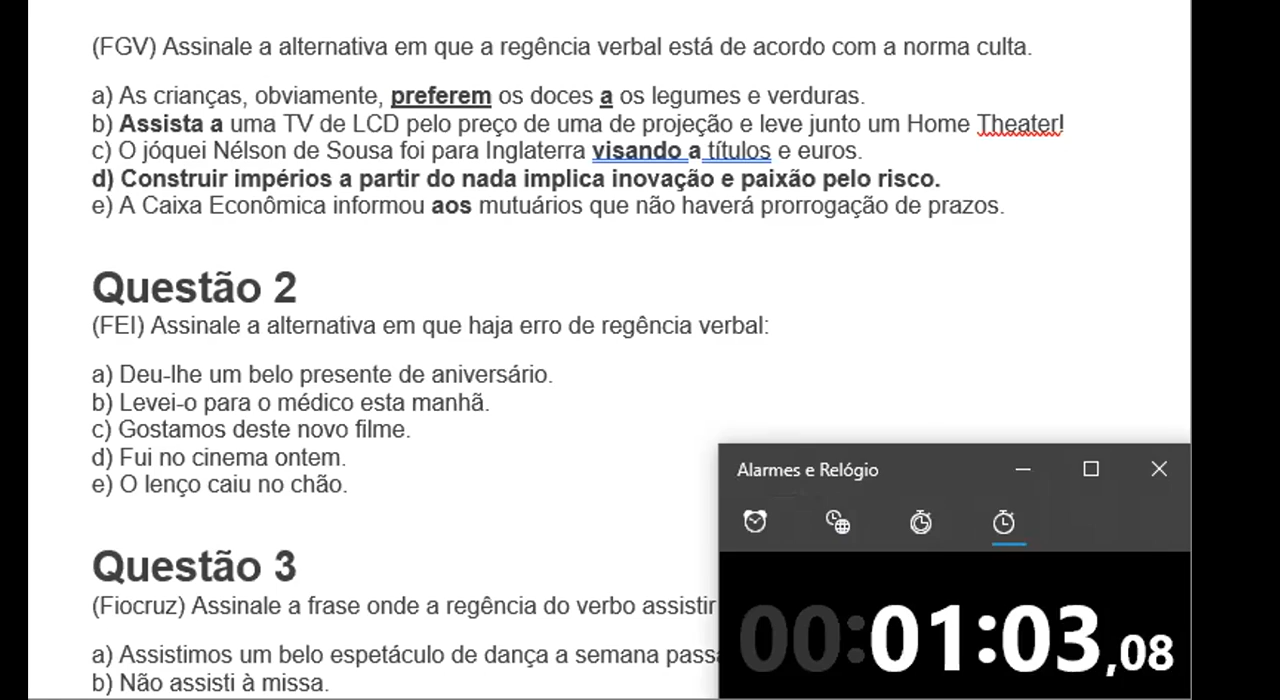 (FGV) Assinale a alternativa em que a regência verbal está de acordo com a norma culta.
a) As crianças, obviamente, preferem os doces a os legumes e verduras.
b) Assista a uma TV de LCD pelo preço de uma de projeção e leve junto um Home Theater!
c) O jóquei Nélson de Sousa foi para Inglaterra visando a títulos e euros.
d) Construir impérios a partir do nada implica inovação e paixão pelo risco.
e) A Caixa Econômica informou aos mutuários que não haverá prorrogação de prazos.
Questão 2
(FEI) Assinale a alternativa em que haja erro de regência verbal:
a) Deu-lhe um belo presente de aniversário.
b) Levei-o para o médico esta manhã.
c) Gostamos deste novo filme.
d) Fui no cinema ontem.
e) O lenço caiu no chão.
Alarmes e Relógio
Questão 3
(Fiocruz) Assinale a frase onde a regência do verbo assistir
00:01:03,08
a) Assistimos um belo espetáculo de dança a semana passa
b) Não assisti à missa.